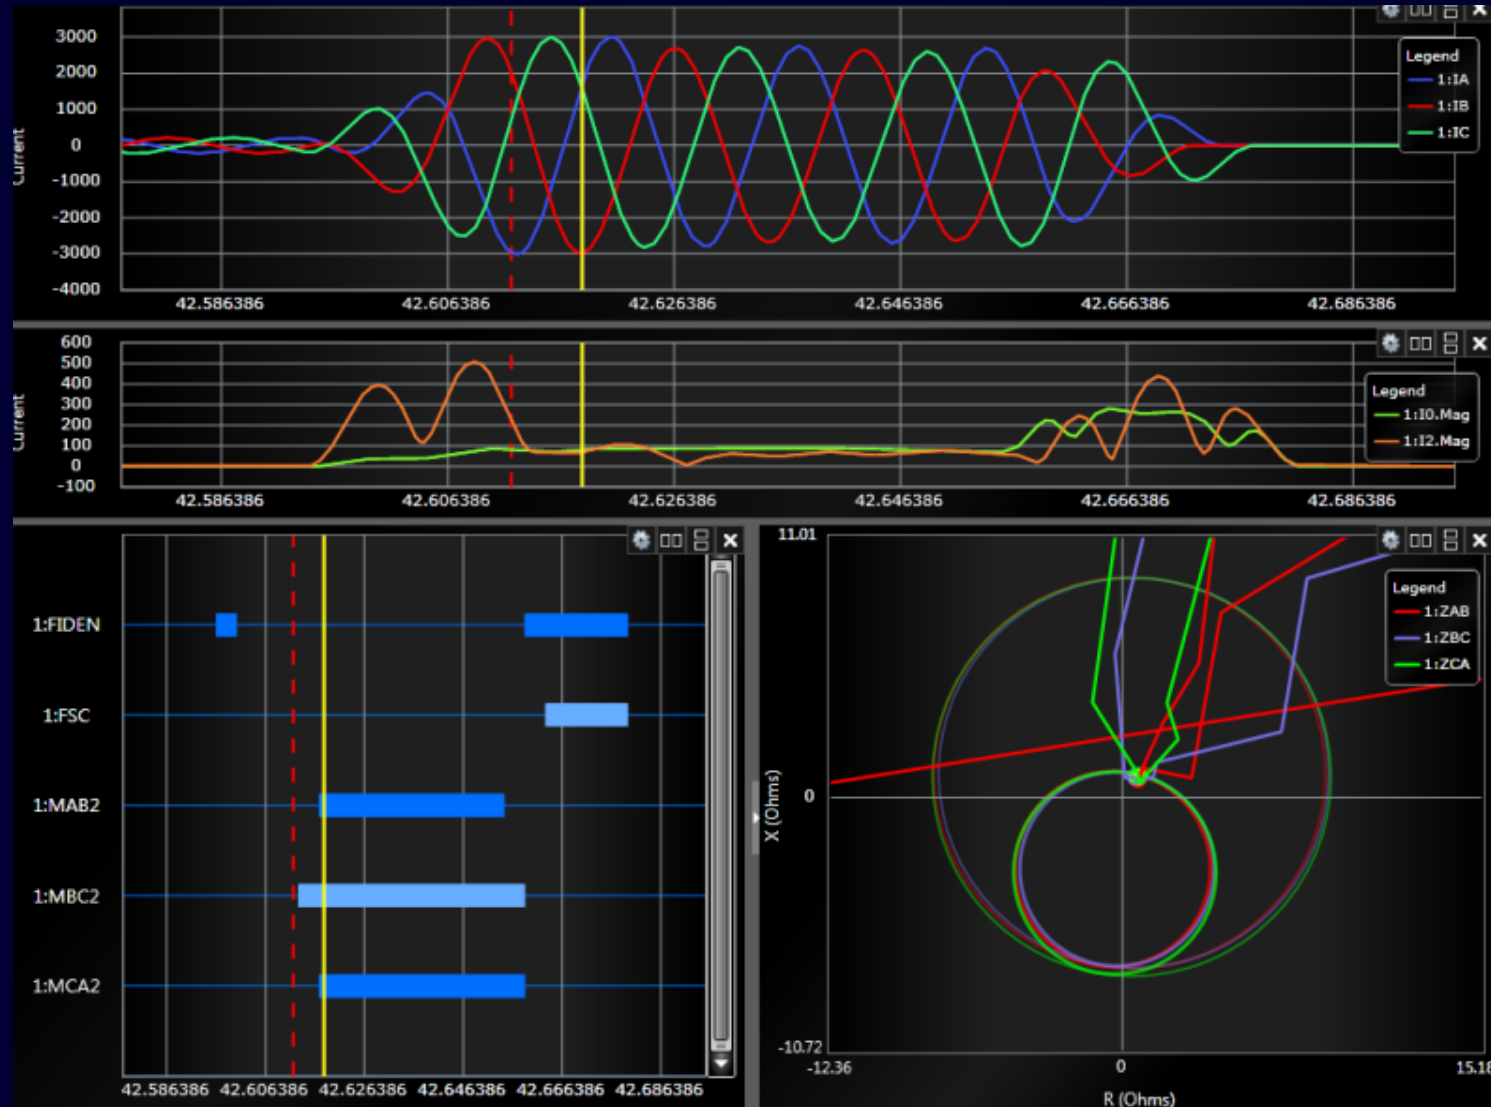 3000
2000
1000
0
-1000
-2000
-3000
-4000
Current
Legend
1:IA
1:IB
1:IC
42.586386 42.606386 42.626386 42.646386 42.666386 42.686386
600
500
400
300
200
100
0
-100
Current
Legend
1:I0.Mag
1:I2.Mag
42.586386 42.606386 42.626386 42.646386 42.666386 42.686386
1:FIDEN
1:FSC
1:MAB2
1:MBC2
1:MCA2
42.586386 42.606386 42.626386 42.646386 42.666386 42.686386
11.01
Legend
1:ZAB
1:ZBC
1:ZCA
0
X (Ohms)
-10.72
-12.36 0 15.18
R (Ohms)